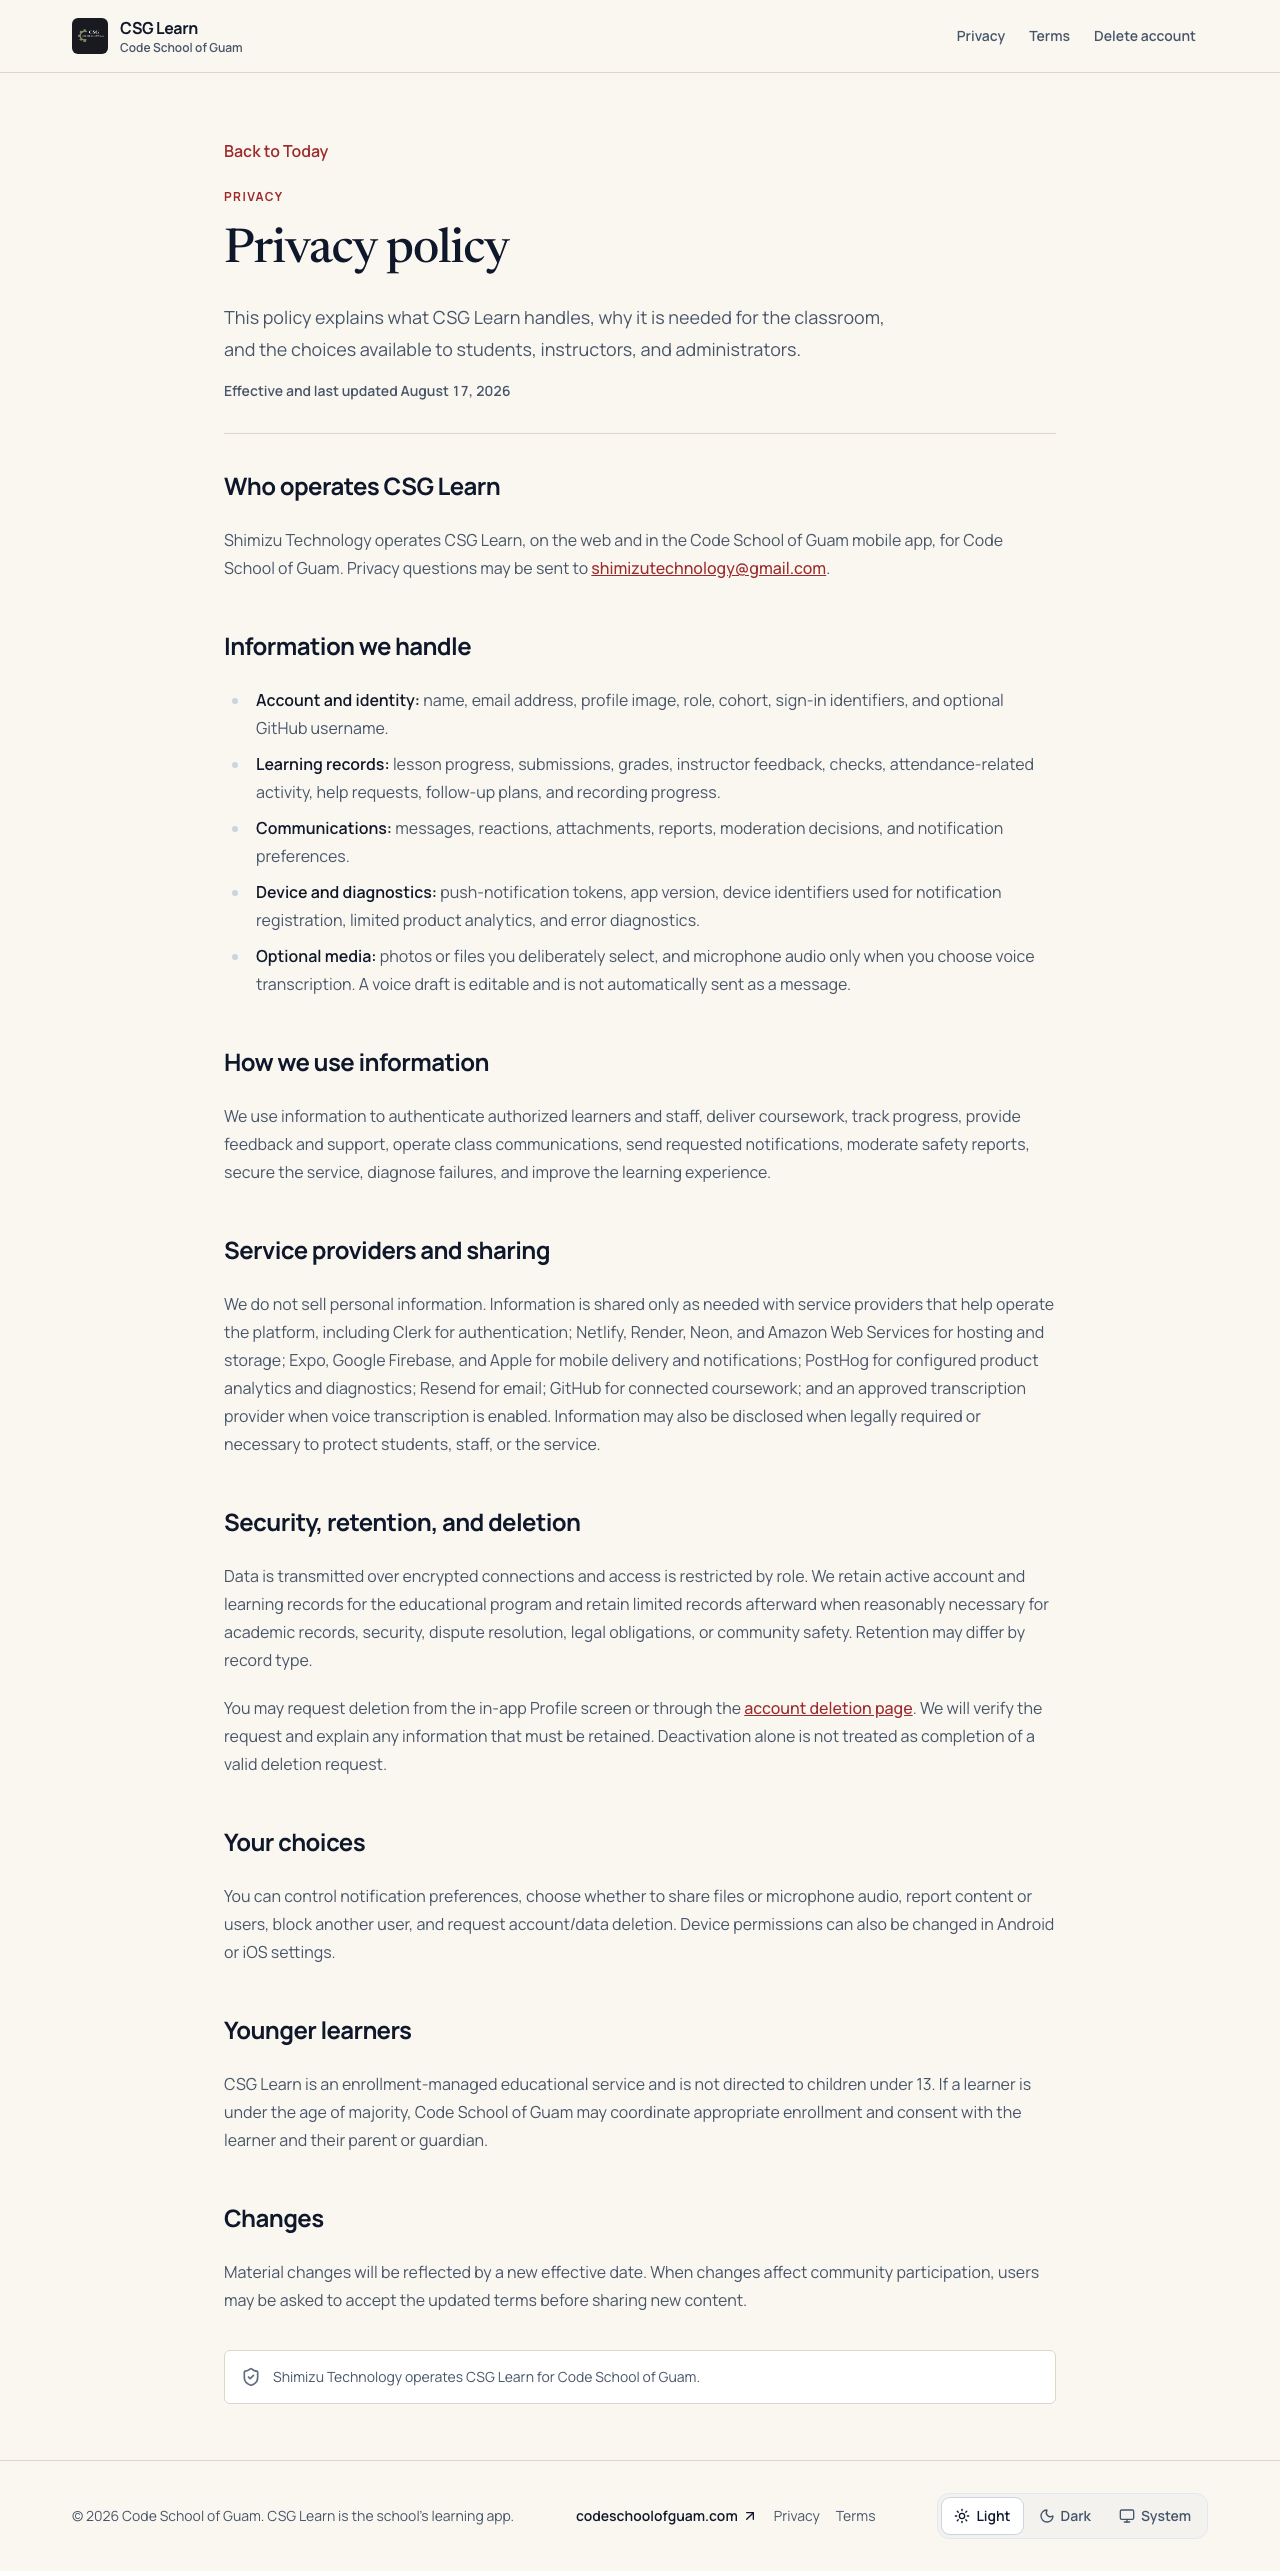 CSG Learn
Code School of Guam
Privacy
Terms
Delete account
Back to Today
PRIVACY
Privacy policy
This policy explains what CSG Learn handles, why it is needed for the classroom,
and the choices available to students, instructors, and administrators.
Effective and last updated August 17, 2026
Who operates CSG Learn
Shimizu Technology operates CSG Learn, on the web and in the Code School of Guam mobile app, for Code
School of Guam. Privacy questions may be sent to shimizutechnology@gmail.com.
Information we handle
Account and identity: name, email address, profile image, role, cohort, sign-in identifiers, and optional
GitHub username.
Learning records: lesson progress, submissions, grades, instructor feedback, checks, attendance-related
activity, help requests, follow-up plans, and recording progress.
Communications: messages, reactions, attachments, reports, moderation decisions, and notification
preferences.
Device and diagnostics: push-notification tokens, app version, device identifiers used for notification
registration, limited product analytics, and error diagnostics.
Optional media: photos or files you deliberately select, and microphone audio only when you choose voice
transcription. A voice draft is editable and is not automatically sent as a message.
How we use information
We use information to authenticate authorized learners and staff, deliver coursework, track progress, provide
feedback and support, operate class communications, send requested notifications, moderate safety reports,
secure the service, diagnose failures, and improve the learning experience.
Service providers and sharing
We do not sell personal information. Information is shared only as needed with service providers that help operate
the platform, including Clerk for authentication; Netlify, Render, Neon, and Amazon Web Services for hosting and
storage; Expo, Google Firebase, and Apple for mobile delivery and notifications; PostHog for configured product
analytics and diagnostics; Resend for email; GitHub for connected coursework; and an approved transcription
provider when voice transcription is enabled. Information may also be disclosed when legally required or
necessary to protect students, staff, or the service.
Security, retention, and deletion
Data is transmitted over encrypted connections and access is restricted by role. We retain active account and
learning records for the educational program and retain limited records afterward when reasonably necessary for
academic records, security, dispute resolution, legal obligations, or community safety. Retention may differ by
record type.
You may request deletion from the in-app Profile screen or through the account deletion page. We will verify the
request and explain any information that must be retained. Deactivation alone is not treated as completion of a
valid deletion request.
Your choices
You can control notification preferences, choose whether to share files or microphone audio, report content or
users, block another user, and request account/data deletion. Device permissions can also be changed in Android
or iOS settings.
Younger learners
CSG Learn is an enrollment-managed educational service and is not directed to children under 13. If a learner is
under the age of majority, Code School of Guam may coordinate appropriate enrollment and consent with the
learner and their parent or guardian.
Changes
Material changes will be reflected by a new effective date. When changes affect community participation, users
may be asked to accept the updated terms before sharing new content.
Shimizu Technology operates CSG Learn for Code School of Guam.
© 2026 Code School of Guam. CSG Learn is the school's learning app.
codeschoolofguam.com
Privacy
Terms
Light
Dark
System